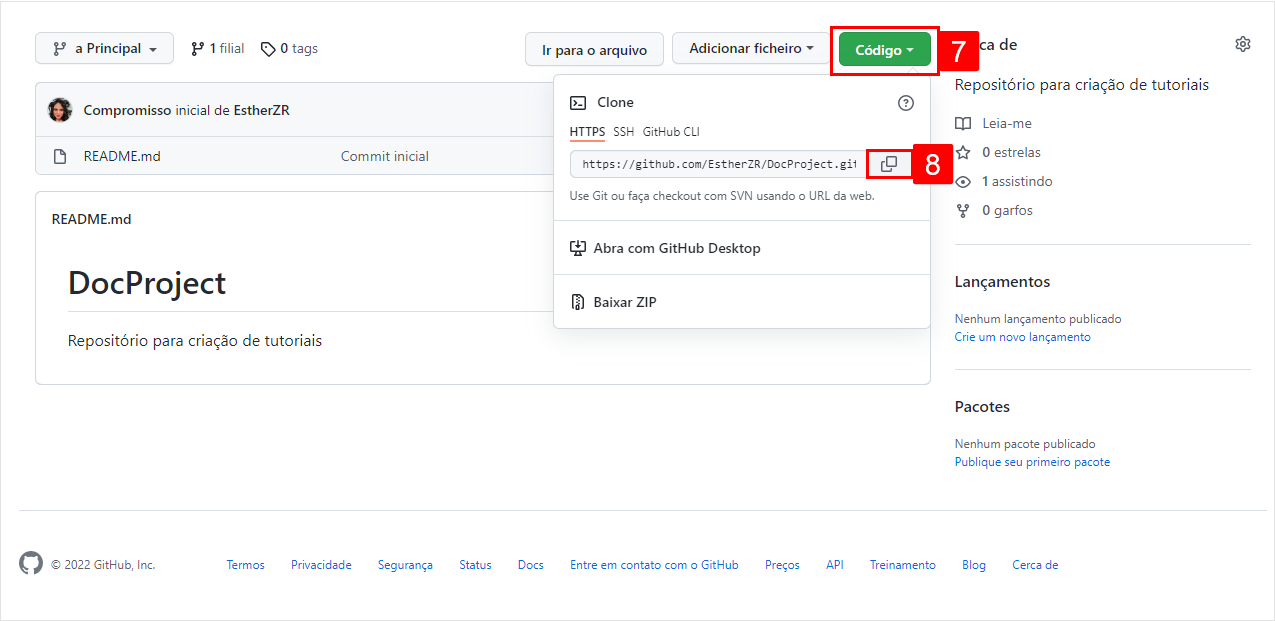 a Principal
1 filial
0 tags
Ir para o arquivo
Adicionar ficheiro
Código
7
ca de
Compromisso inicial de EstherZR
README.md
Commit inicial
Clone
HTTPS SSH GitHub CLI
https://github.com/EstherZR/DocProject.git
8
Use Git ou faça checkout com SVN usando o URL da web.
Abra com GitHub Desktop
Baixar ZIP
README.md
DocProject
Repositório para criação de tutoriais
Repositório para criação de tutoriais
Leia-me
0 estrelas
1 assistindo
0 garfos
Lançamentos
Nenhum lançamento publicado
Crie um novo lançamento
Pacotes
Nenhum pacote publicado
Publique seu primeiro pacote
© 2022 GitHub, Inc.
Termos
Privacidade
Segurança
Status
Docs
Entre em contato com o GitHub
Preços
API
Treinamento
Blog
Cerca de